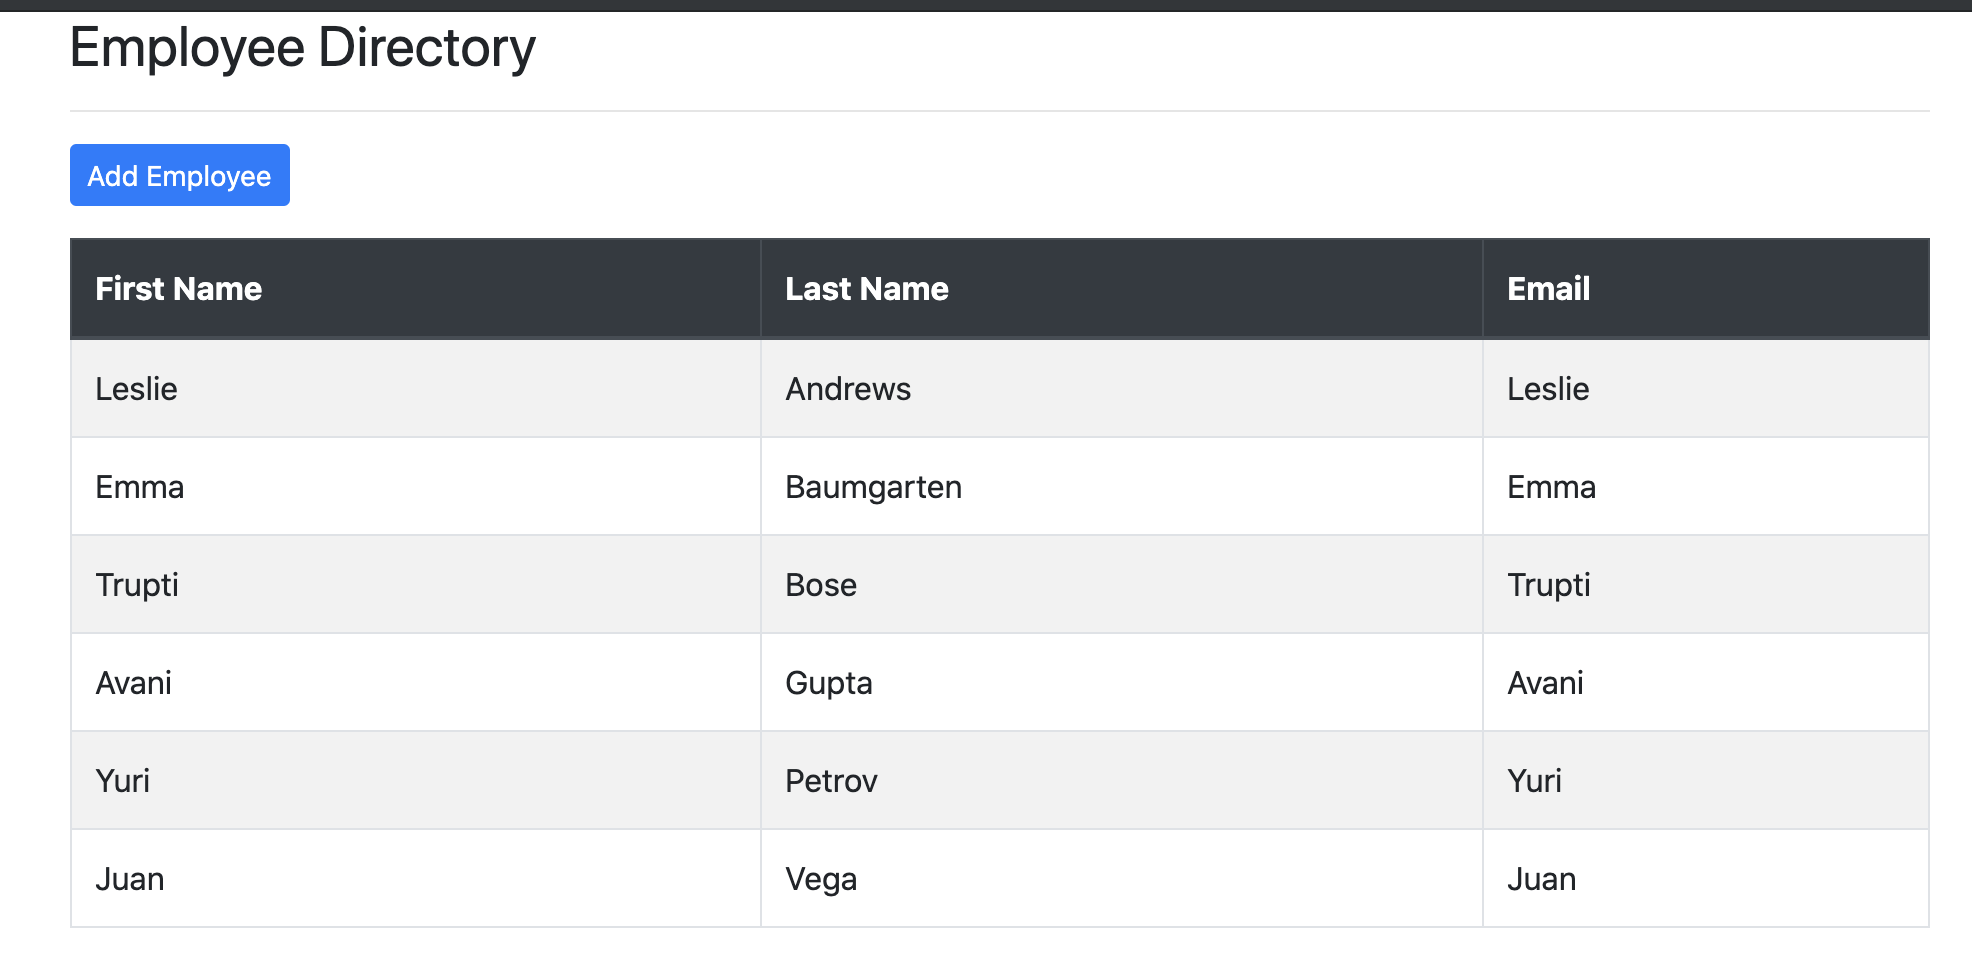 Employee Directory
Add Employee
First Name Last Name Email
Leslie Andrews Leslie
Emma Baumgarten Emma
Trupti Bose Trupti
Avani Gupta Avani
Yuri Petrov Yuri
Juan Vega Juan